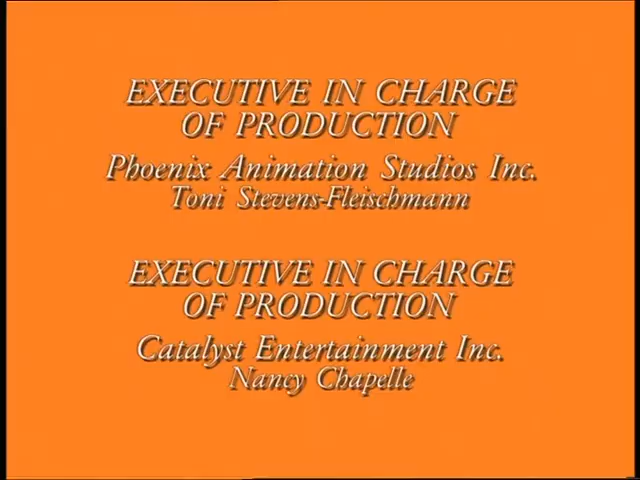 EXECUTIVE IN CHARGE
OF PRODUCTION
Phoenix Animation Studios Inc.
Toni Stevens-Fleischmann
EXECUTIVE IN CHARGE
OF PRODUCTION
Catalyst Entertainment Inc.
Nancy Chapelle